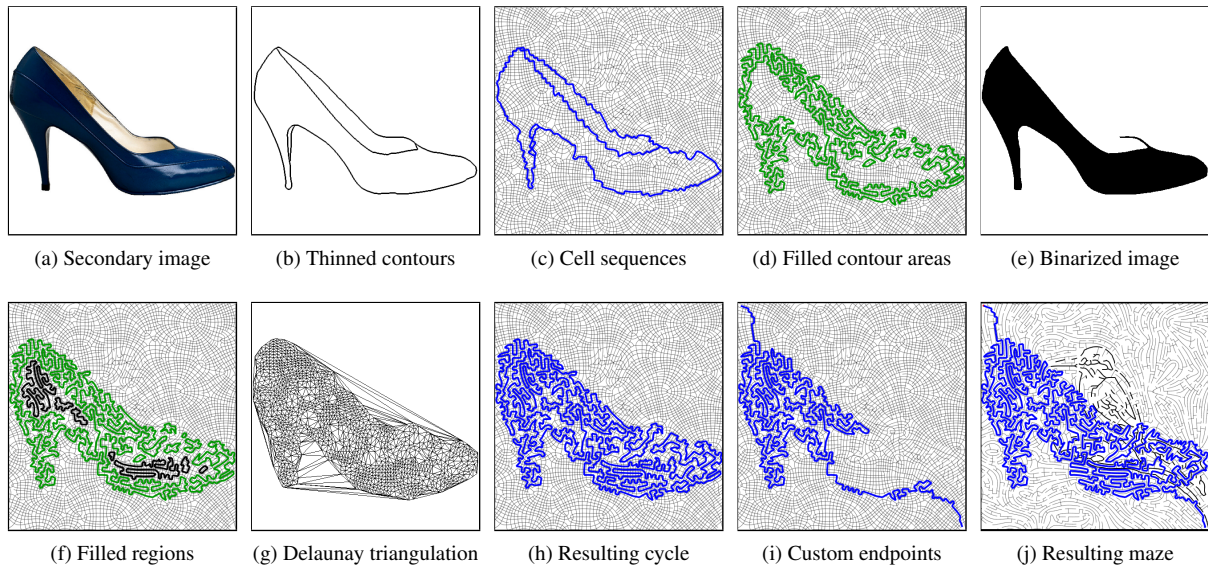 (a) Secondary image
(b) Thinned contours
(c) Cell sequences
(d) Filled contour areas
(e) Binarized image
(f) Filled regions
(g) Delaunay triangulation
(h) Resulting cycle
(i) Custom endpoints
(j) Resulting maze